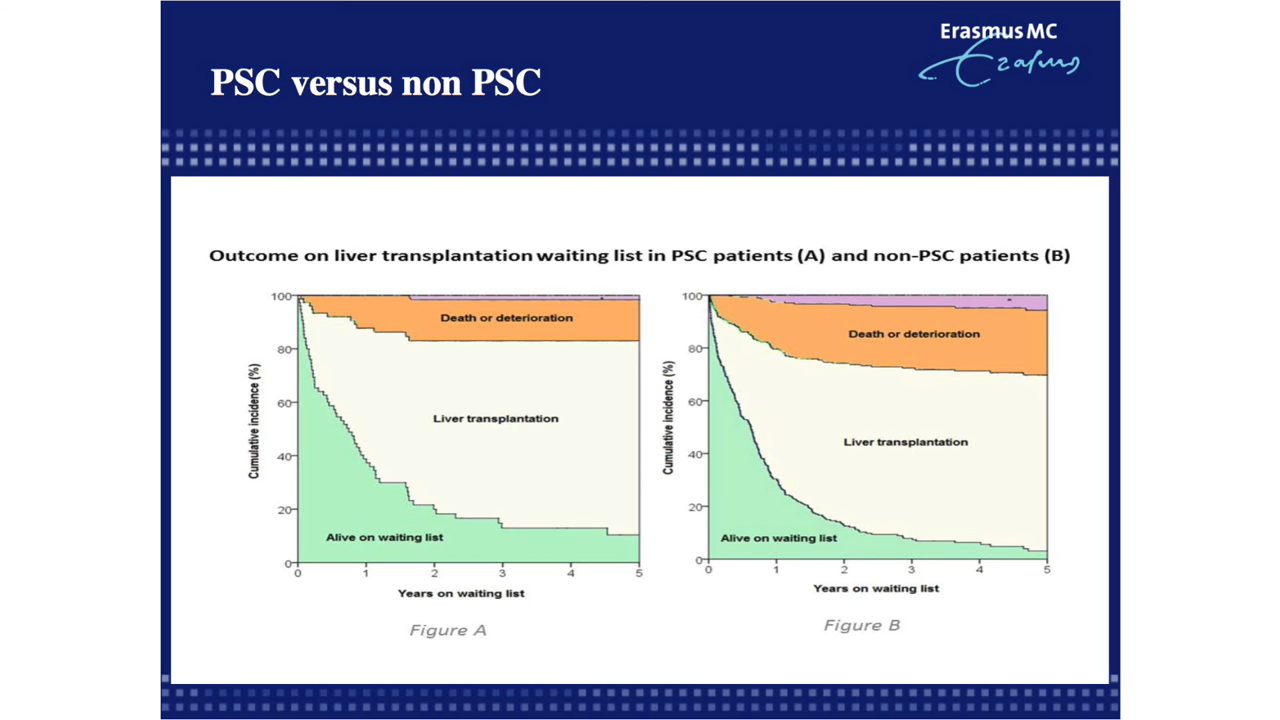 Erasmus MC
Erasmus
PSC versus non PSC
Outcome on liver transplantation waiting list in PSC patients (A) and non-PSC patients (B)
Cumulative incidence (%)
100
80
60
40
20
0
Death or deterioration
Liver transplantation
Alive on waiting list
0 1 2 3 4 5
Years on waiting list
Figure A
Cumulative incidence (%)
100
80
60
40
20
0
Death or deterioration
Liver transplantation
Alive on waiting list
0 1 2 3 4 5
Years on waiting list
Figure B